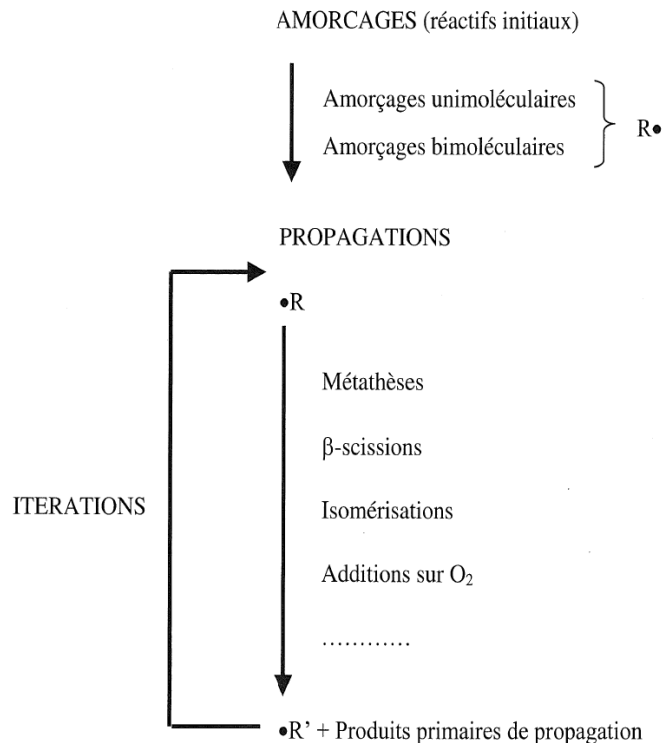 AMORCAGES (réactifs initiaux)
Amorçages unimoléculaires
Amorçages bimoléculaires
R•
PROPAGATIONS
•R
Métathèses
β-scissions
ITERATIONS
Isomérisations
Additions sur O₂
............
•R’ + Produits primaires de propagation